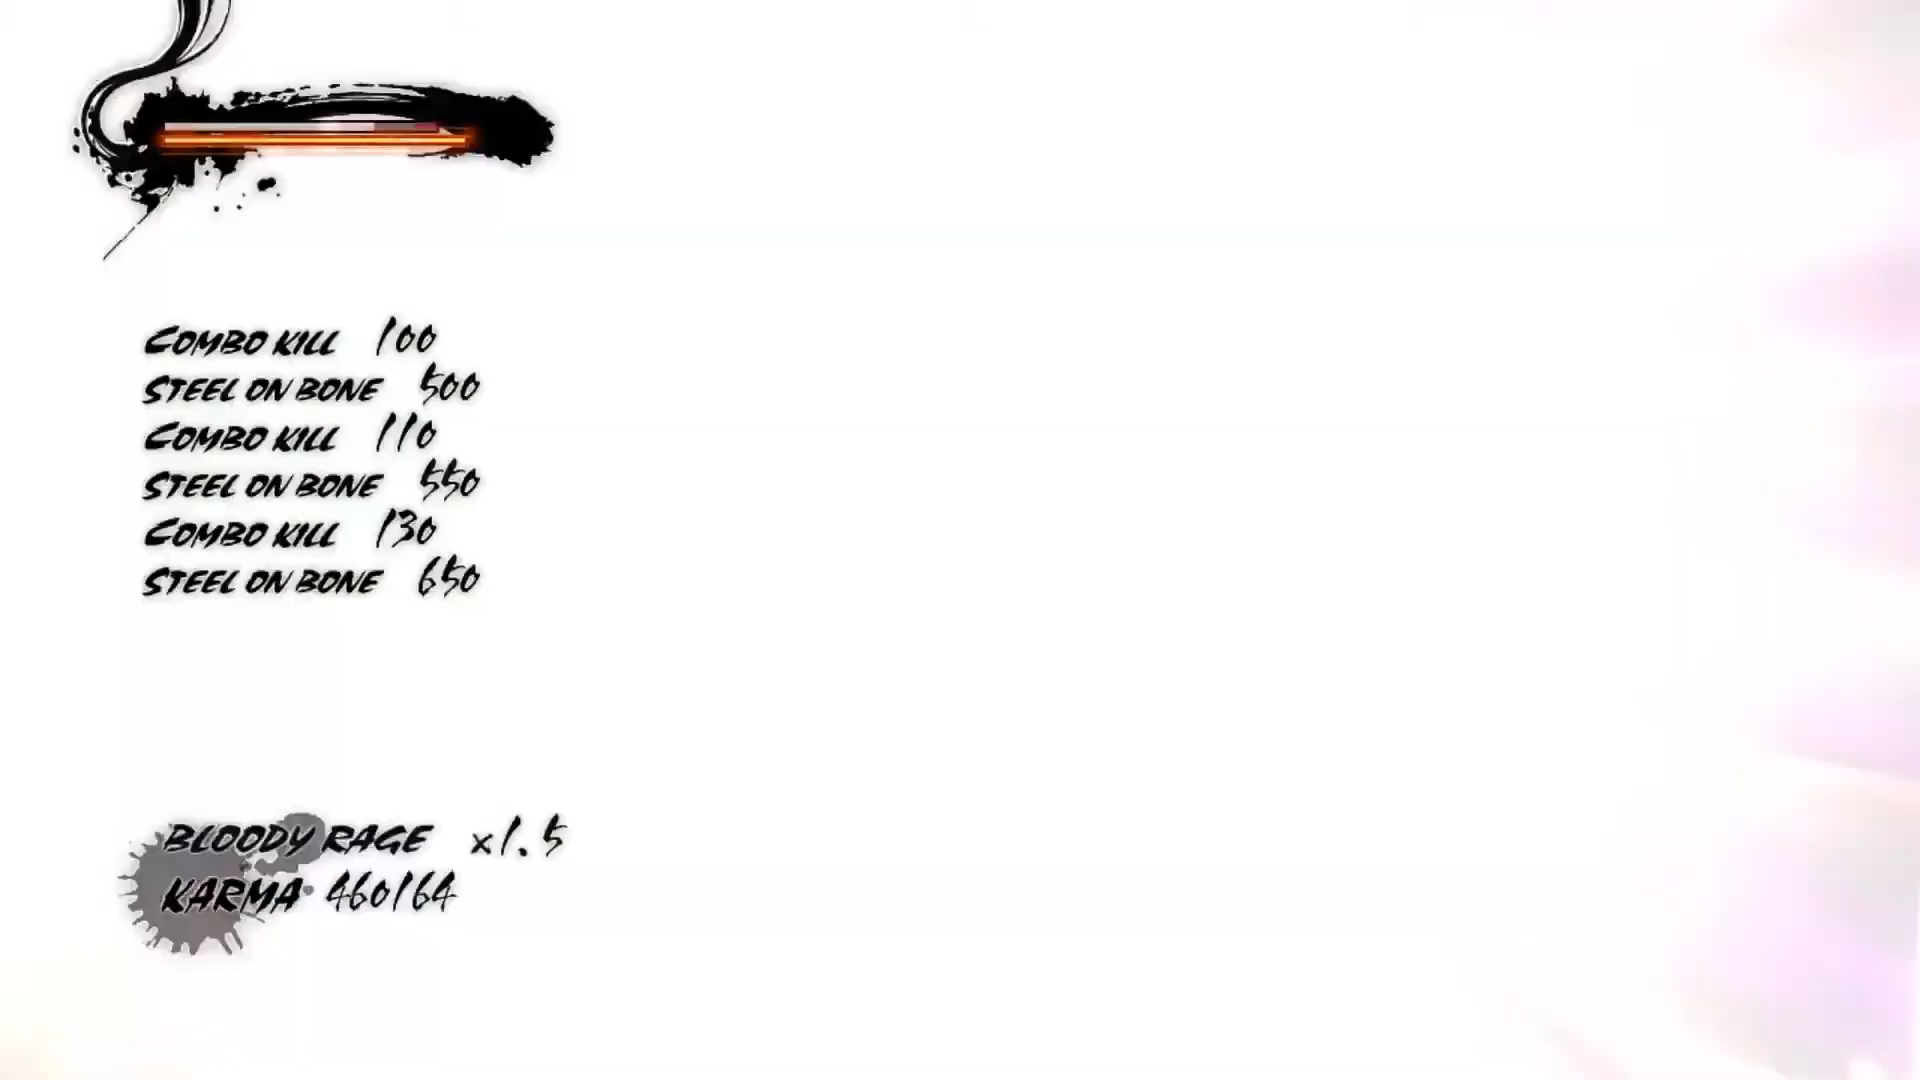 COMBO KILL 100
STEEL ON BONE 500
COMBO KILL 110
STEEL ON BONE 550
COMBO KILL 130
STEEL ON BONE 650
BLOODY RAGE x1.5
KARMA 460164